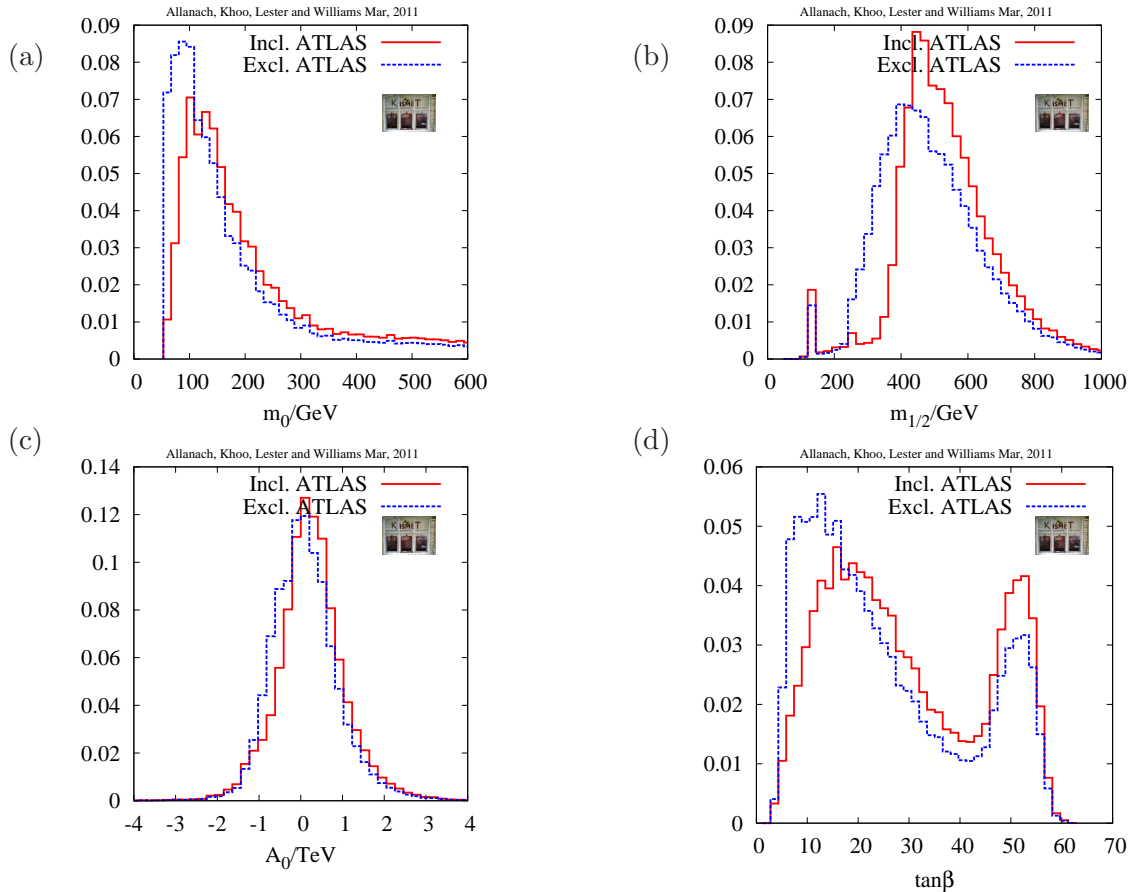 (a)
Allanach, Khoo, Lester and Williams Mar, 2011
Incl. ATLAS
Excl. ATLAS
KISMET
0.09
0.08
0.07
0.06
0.05
0.04
0.03
0.02
0.01
0
0 100 200 300 400 500 600
m0/GeV
(b)
Allanach, Khoo, Lester and Williams Mar, 2011
Incl. ATLAS
Excl. ATLAS
KISMET
0.09
0.08
0.07
0.06
0.05
0.04
0.03
0.02
0.01
0
0 200 400 600 800 1000
m1/2/GeV
(c)
Allanach, Khoo, Lester and Williams Mar, 2011
Incl. ATLAS
Excl. ATLAS
KISMET
0.14
0.12
0.1
0.08
0.06
0.04
0.02
0
-4 -3 -2 -1 0 1 2 3 4
A0/TeV
(d)
Allanach, Khoo, Lester and Williams Mar, 2011
Incl. ATLAS
Excl. ATLAS
KISMET
0.06
0.05
0.04
0.03
0.02
0.01
0
0 10 20 30 40 50 60 70
tanβ